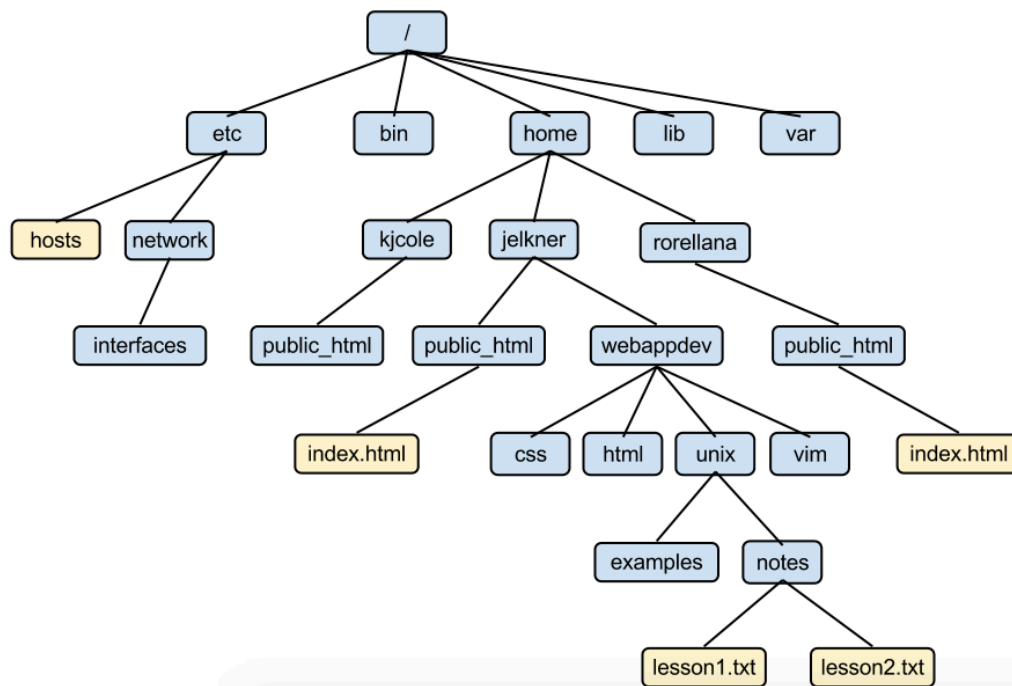 /
etc
bin
home
lib
var
hosts
network
kjcole
jelkner
rorellana
interfaces
public_html
public_html
webappdev
public_html
index.html
css
html
unix
vim
index.html
examples
notes
lesson1.txt
lesson2.txt